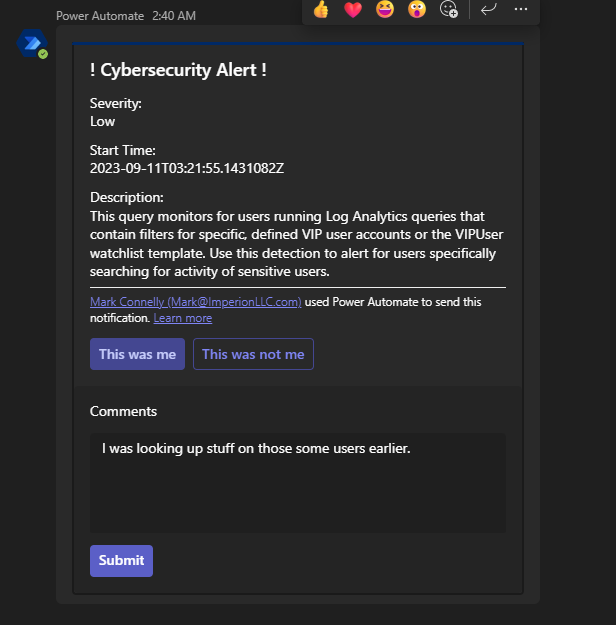 Power Automate 2:40 AM
! Cybersecurity Alert !
Severity:
Low
Start Time:
2023-09-11T03:21:55.1431082Z
Description:
This query monitors for users running Log Analytics queries that
contain filters for specific, defined VIP user accounts or the VIPUser
watchlist template. Use this detection to alert for users specifically
searching for activity of sensitive users.
Mark Connelly (Mark@ImperionLLC.com) used Power Automate to send this
notification. Learn more
This was me This was not me
Comments
I was looking up stuff on those some users earlier.
Submit